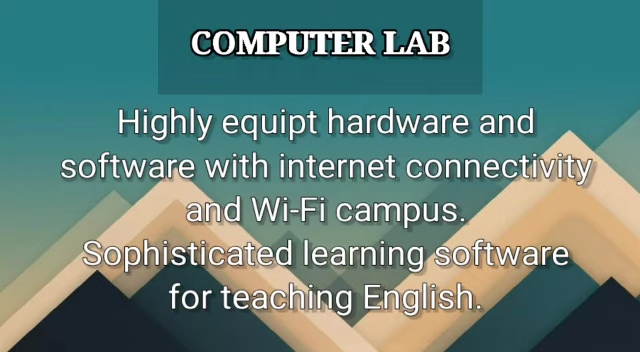 COMPUTER LAB
Highly equipt hardware and
software with internet connectivity
and Wi-Fi campus.
Sophisticated learning software
for teaching English.